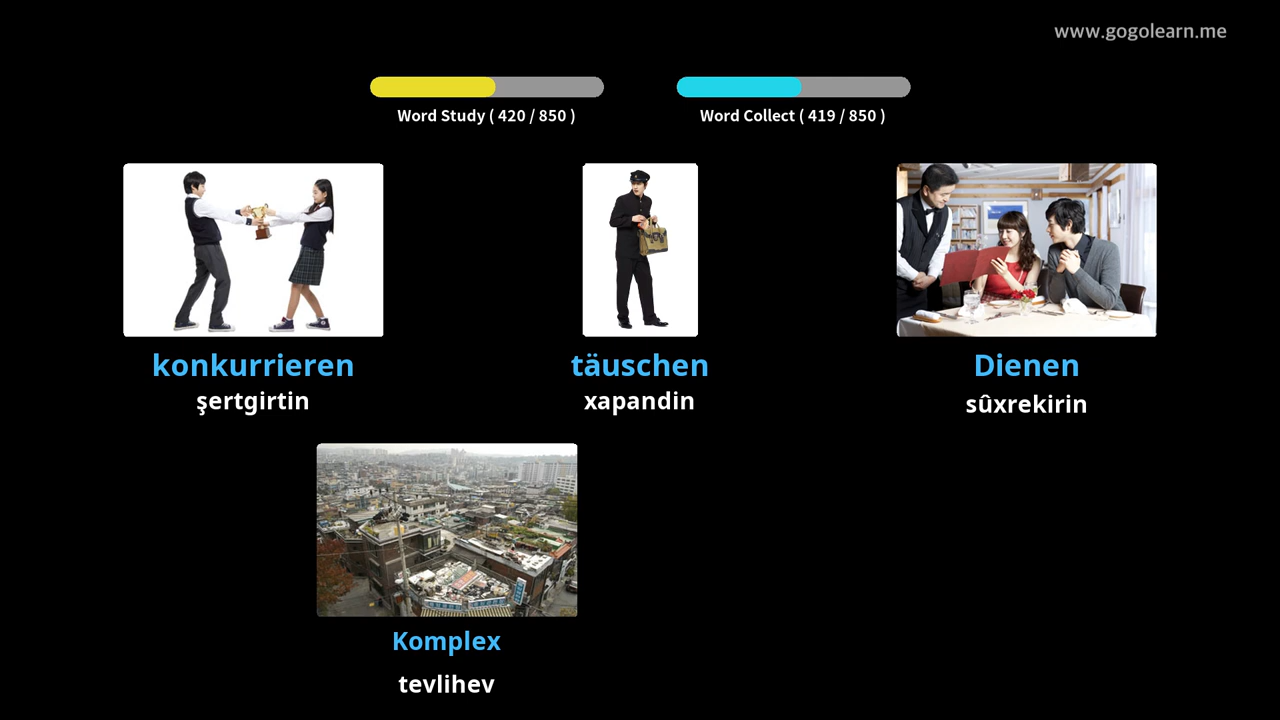 www.gogolearn.me
Word Study ( 420 / 850 )
Word Collect ( 419 / 850 )
konkurrieren
şertgirtin
täuschen
xapandin
Dienen
sûxrekirin
Komplex
tevlihev